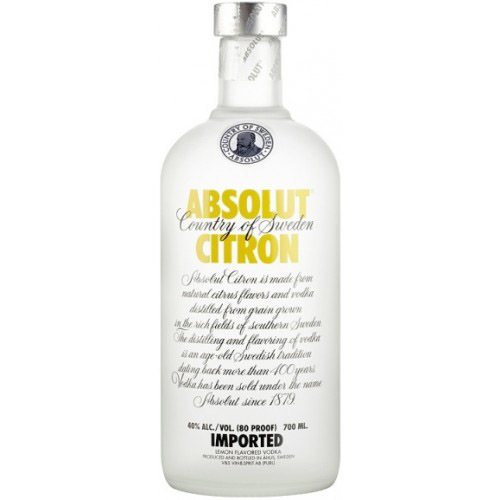 ABSOLUT
COUNTRY OF SWEDEN
ABSOLUT
ABSOLUT
Country of Sweden
CITRON
Absolut Citron is made from
natural citrus flavors and vodka
distilled from grain grown
in the rich fields of southern Sweden.
The distilling and flavoring of vodka
is an age-old Swedish tradition
dating back more than 400 years.
Vodka has been sold under the name
Absolut since 1879.
40% ALC./VOL. (80 PROOF) 700 ML.
IMPORTED
LEMON FLAVORED VODKA
PRODUCED AND BOTTLED IN ÅHUS, SWEDEN